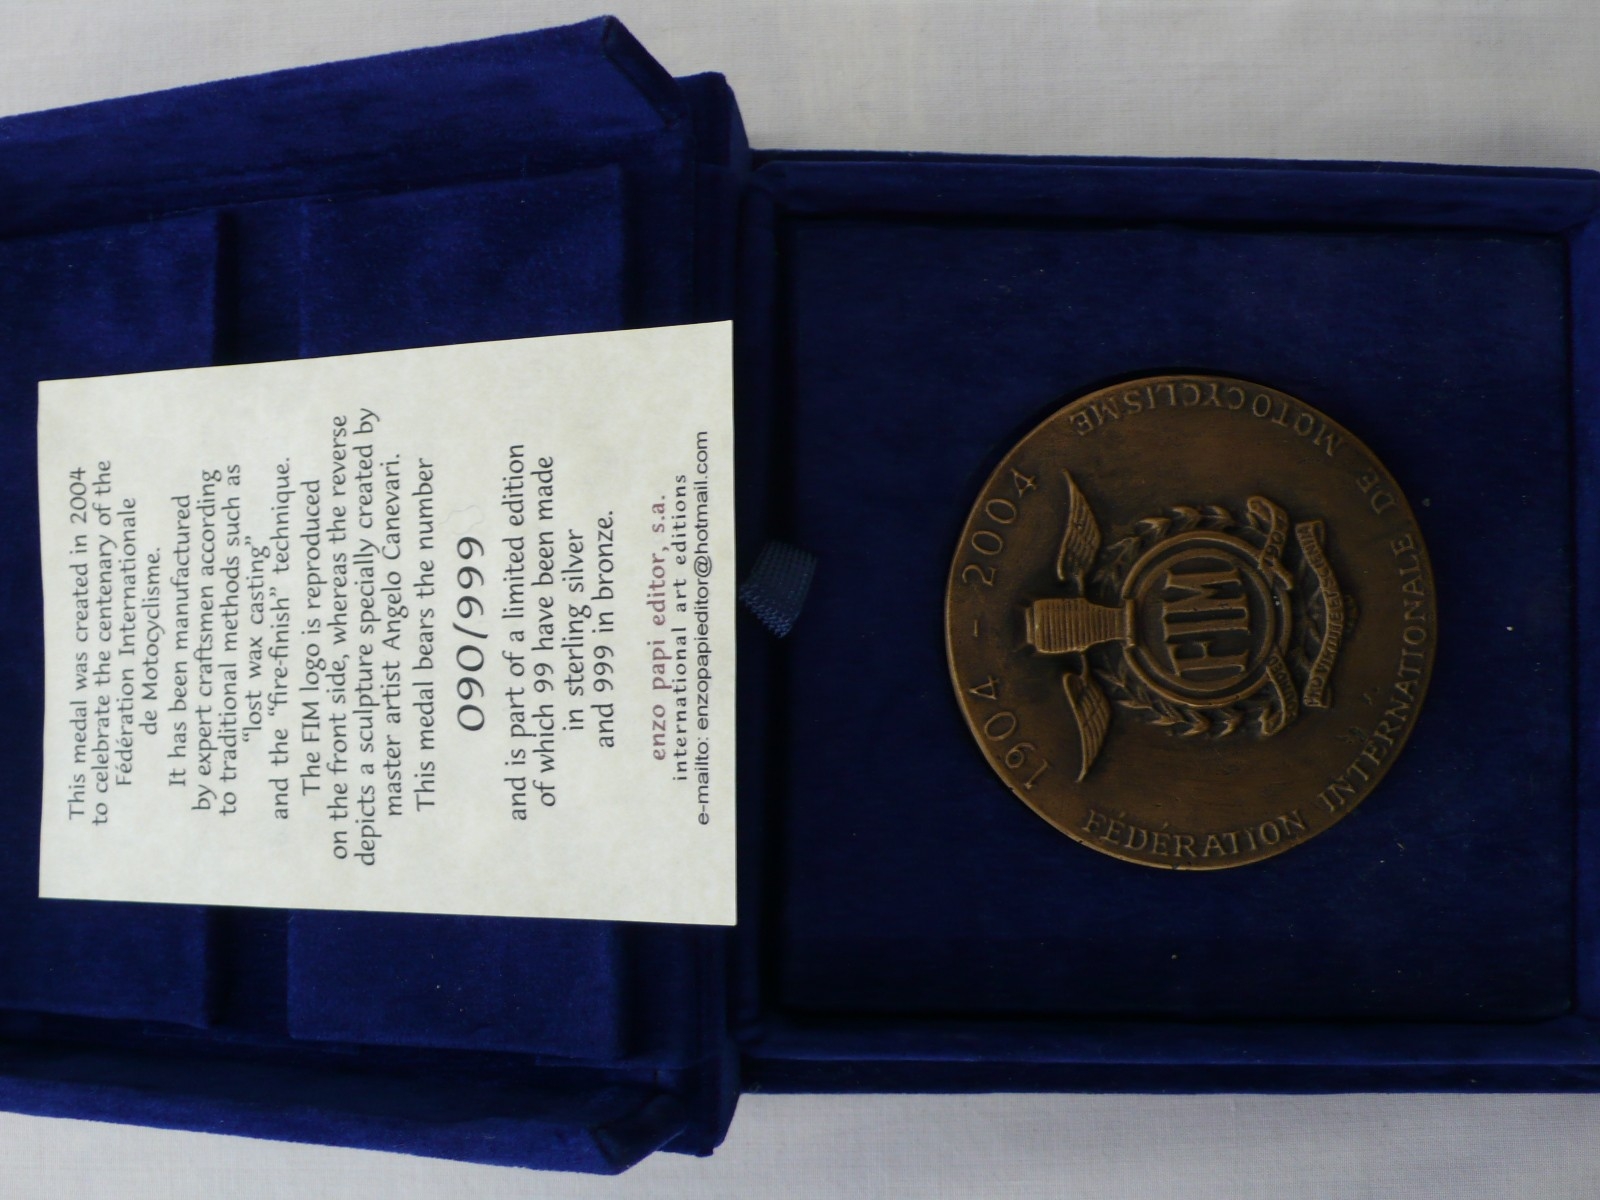 This medal was created in 2004
to celebrate the centenary of the
Fédération Internationale
de Motocyclisme.
It has been manufactured
by expert craftsmen according
to traditional methods such as
“lost wax casting”
and the “fire-finish” technique.
The FIM logo is reproduced
on the front side, whereas the reverse
depicts a sculpture specially created by
master artist Angelo Canevari.
This medal bears the number
090/999
and is part of a limited edition
of which 99 have been made
in sterling silver
and 999 in bronze.
enzo papi editor, s.a.
international art editions
e-mailto: enzopapieditor@hotmail.com
1904 - 2004
FIM
1904
FÉDÉRATION INTERNATIONALE DE MOTOCYCLISME